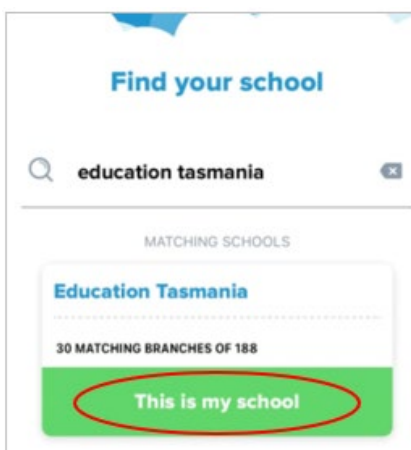 Find your school
education tasmania
MATCHING SCHOOLS
Education Tasmania
30 MATCHING BRANCHES OF 188
This is my school